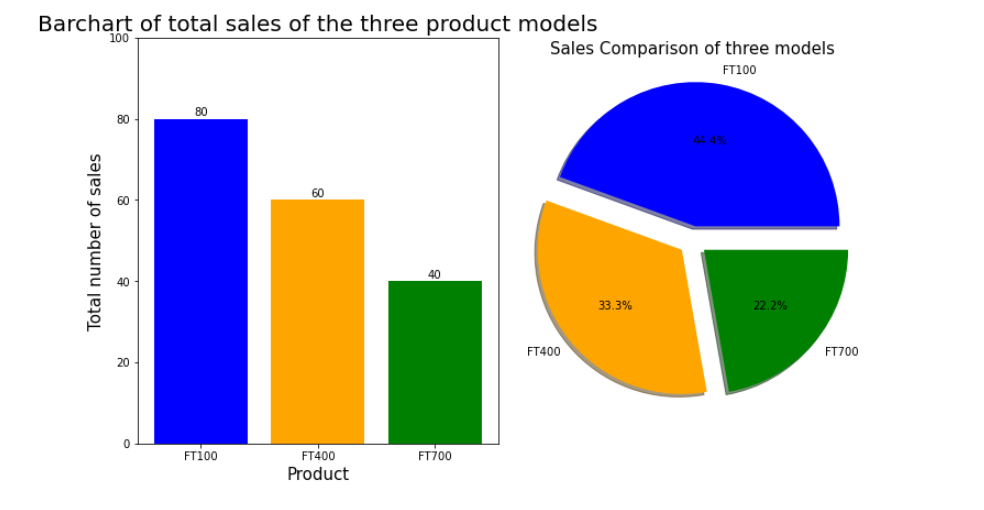 Barchart of total sales of the three product models
100
80
60
40
20
0
Total number of sales
80
60
40
FT100
FT400
FT700
Product
Sales Comparison of three models
FT100
44.4%
33.3%
22.2%
FT400
FT700